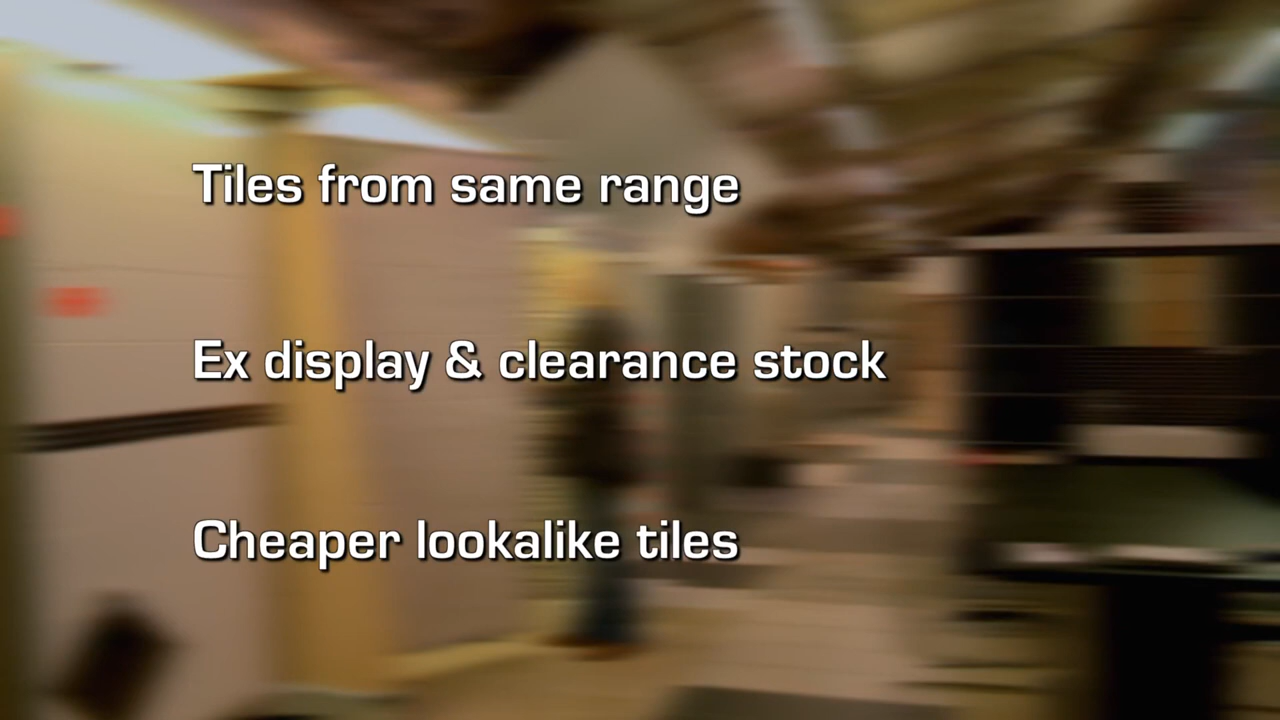 Tiles from same range
Ex display & clearance stock
Cheaper lookalike tiles